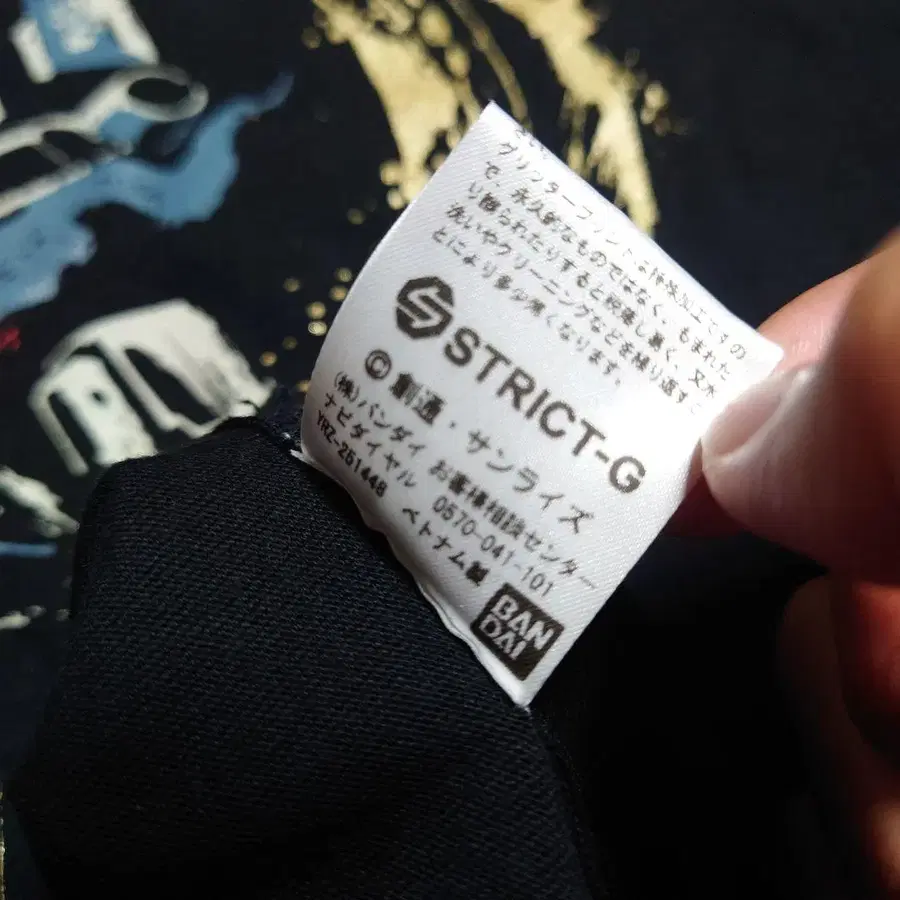 グリッタープリントは特殊加工ですの
で、永久的なものではなく、もまれた
り擦られたりすると脱落し易く、又水
洗いやクリーニングなどを繰り返すこ
とにより多少薄くなります。
STRICT-G
© 創通・サンライズ
(株)バンダイ お客様相談センター
ナビダイヤル 0570-041-101
YRZ-251448 ベトナム製
BAN
DAI